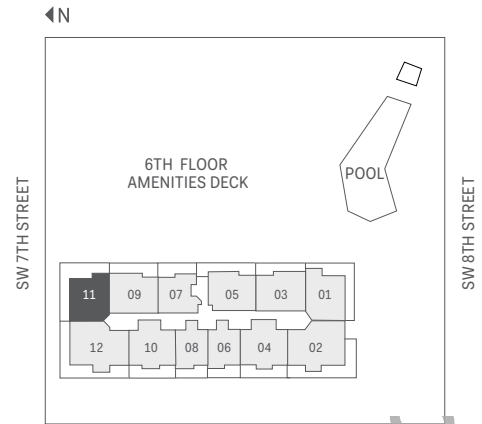 N
6TH FLOOR
AMENITIES DECK
POOL
SW 7TH STREET
SW 8TH STREET
11 09 07 05 03 01
12 10 08 06 04 02